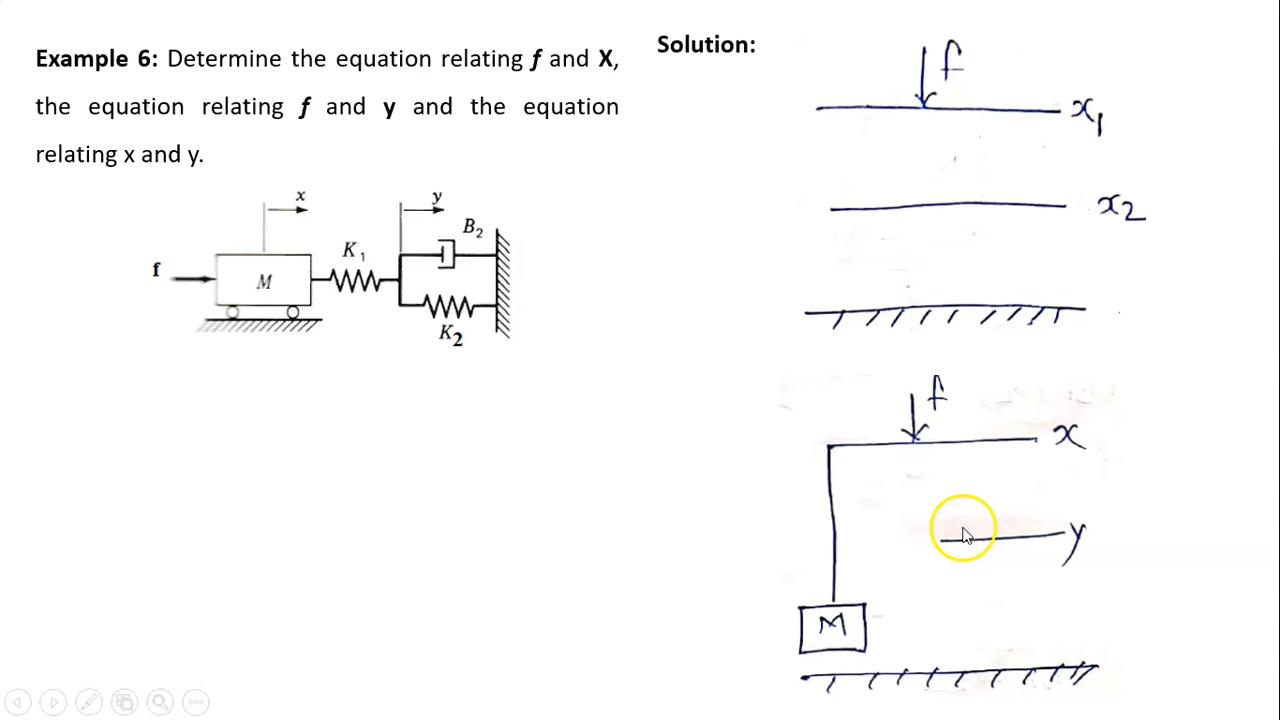 Example 6: Determine the equation relating f and X,
the equation relating f and y and the equation
relating x and y.
x
y
B2
K1
f
M
K2
Solution:
f
x1
x2
f
x
y
M